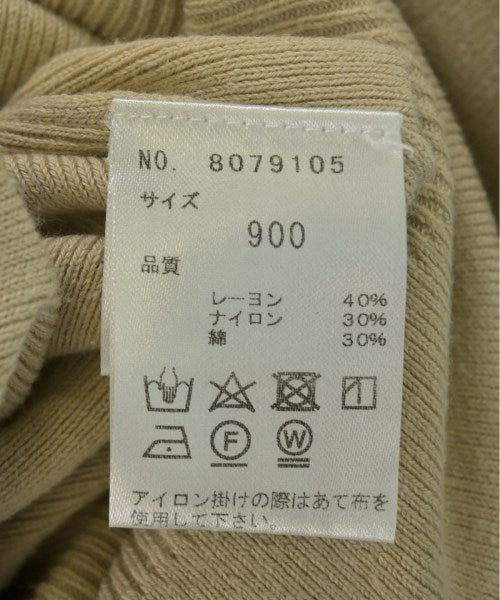 NO. 8079105
サイズ
900
品質
レーヨン 40%
ナイロン 30%
綿 30%
F W
アイロン掛けの際はあて布を
使用して下さい。